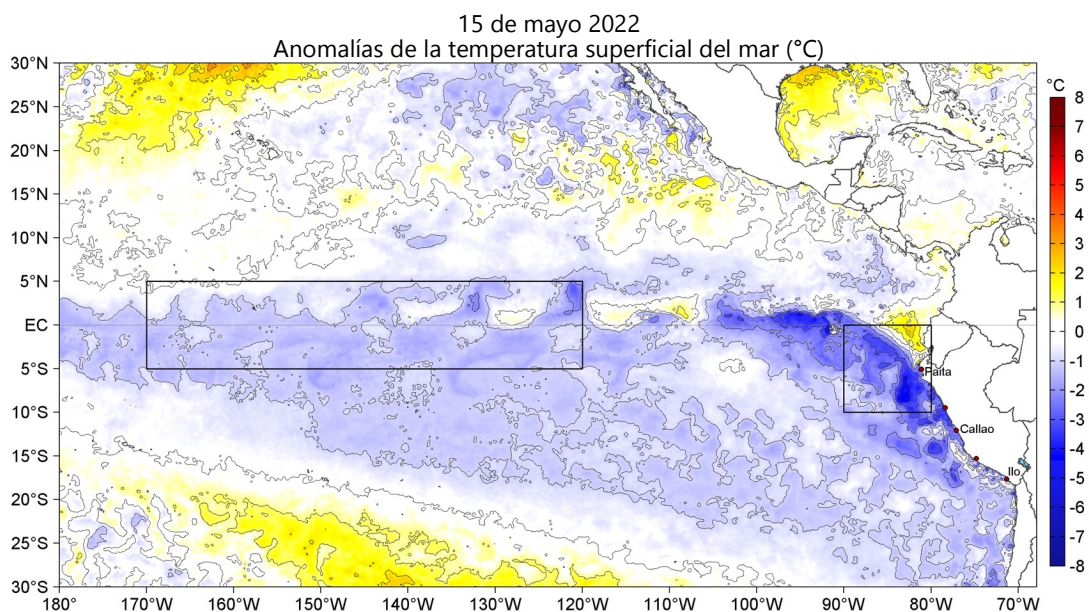 15 de mayo 2022
Anomalías de la temperatura superficial del mar (°C)
30°N
25°N
20°N
15°N
10°N
5°N
EC
5°S
10°S
15°S
20°S
25°S
30°S
180°
170°W
160°W
150°W
140°W
130°W
120°W
110°W
100°W
90°W
80°W
70°W
Paita
Callao
Ilo
°C
8
7
6
5
4
3
2
1
0
-1
-2
-3
-4
-5
-6
-7
-8